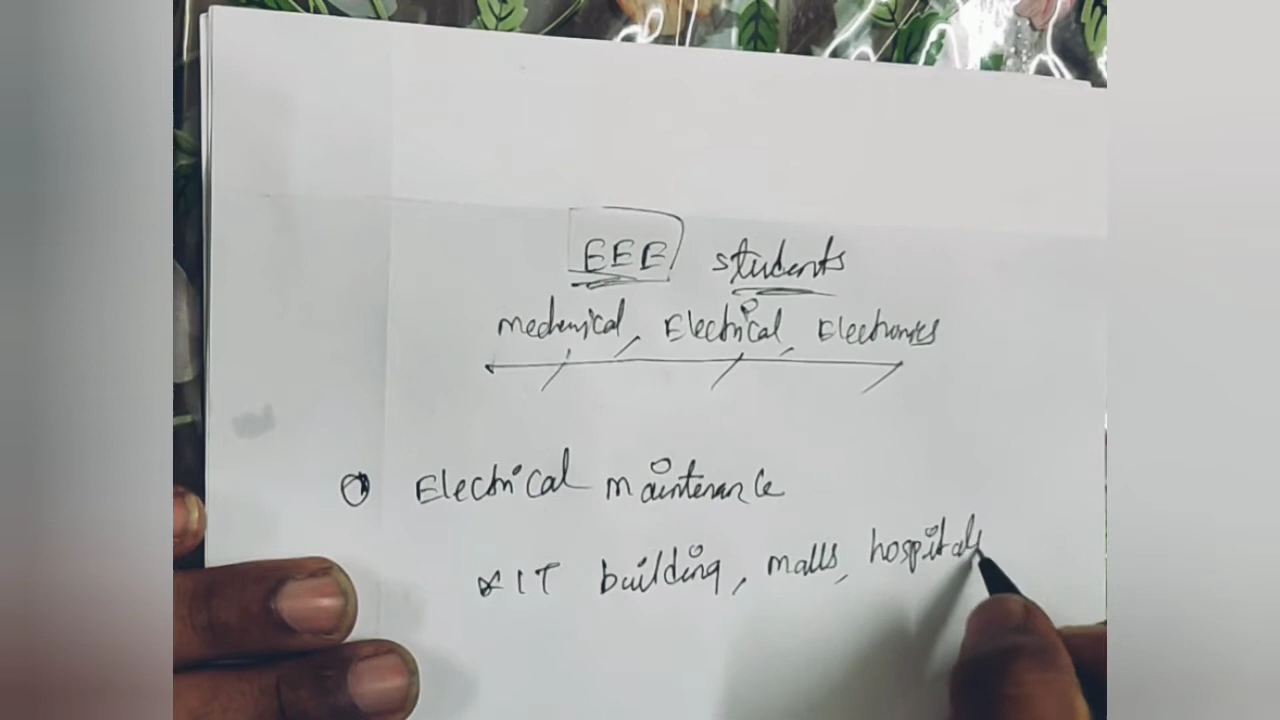 EEE students
Mechanical, Electrical, Electronics
Electrical maintenance
* IT building, malls, hospitals